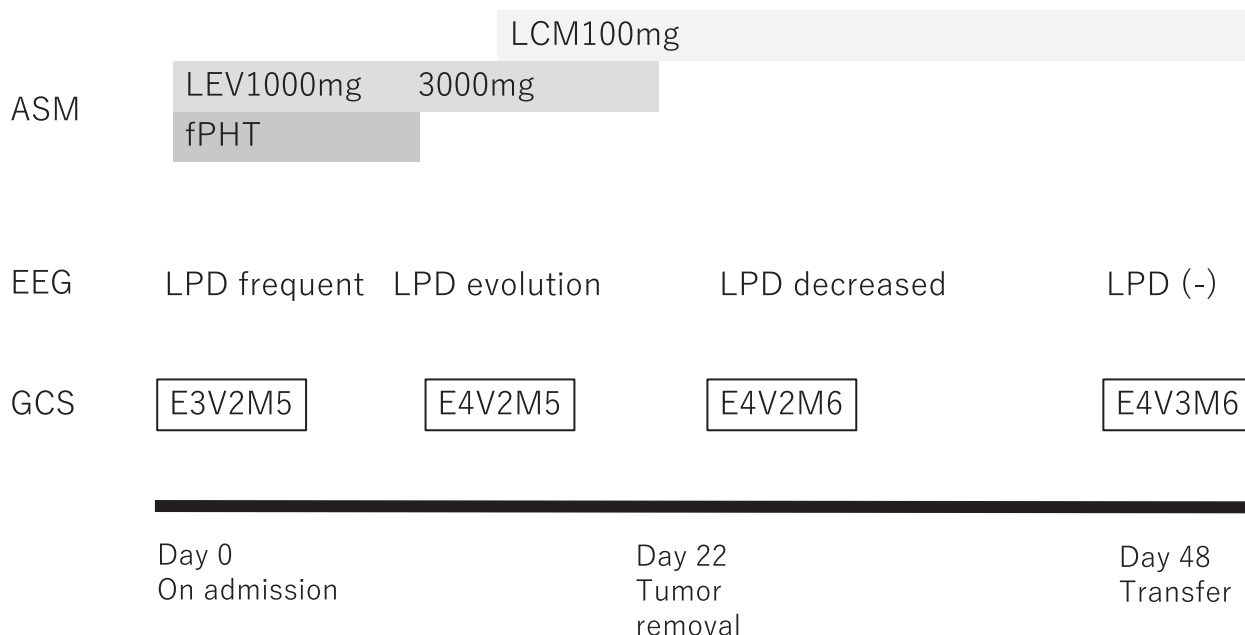 LCM100mg
ASM
LEV1000mg 3000mg
fPHT
EEG LPD frequent LPD evolution LPD decreased LPD (-)
GCS E3V2M5 E4V2M5 E4V2M6 E4V3M6
Day 0
On admission
Day 22
Tumor
removal
Day 48
Transfer